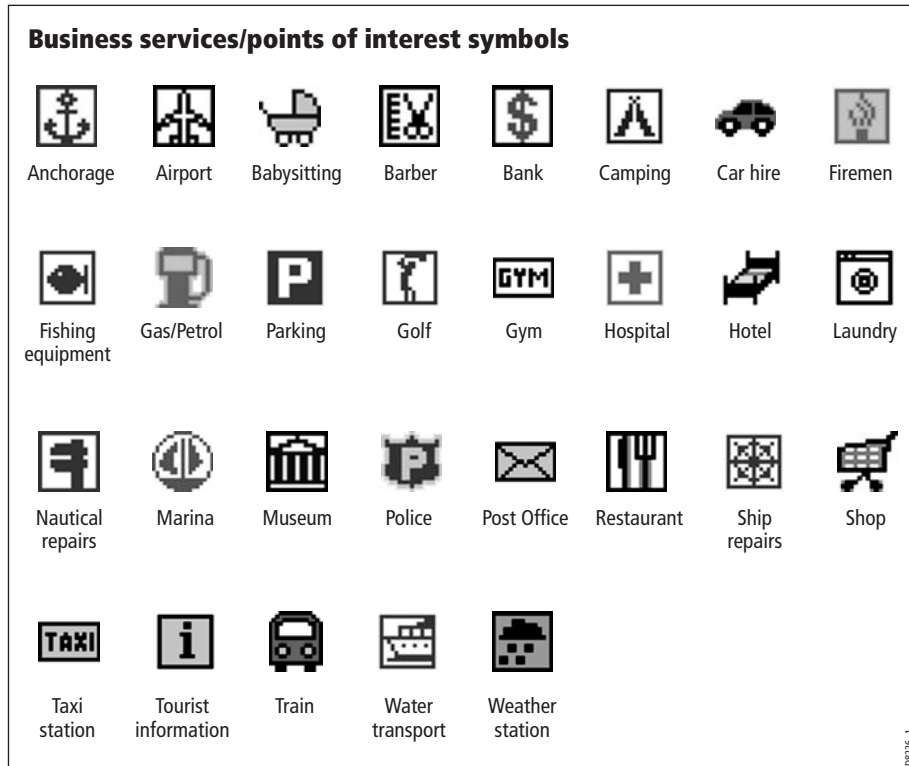 Business services/points of interest symbols
Anchorage Airport Babysitting Barber Bank Camping Car hire Firemen
$
P GYM
Fishing equipment Gas/Petrol Parking Golf Gym Hospital Hotel Laundry
P
Nautical repairs Marina Museum Police Post Office Restaurant Ship repairs Shop
TAXI i
Taxi station Tourist information Train Water transport Weather station